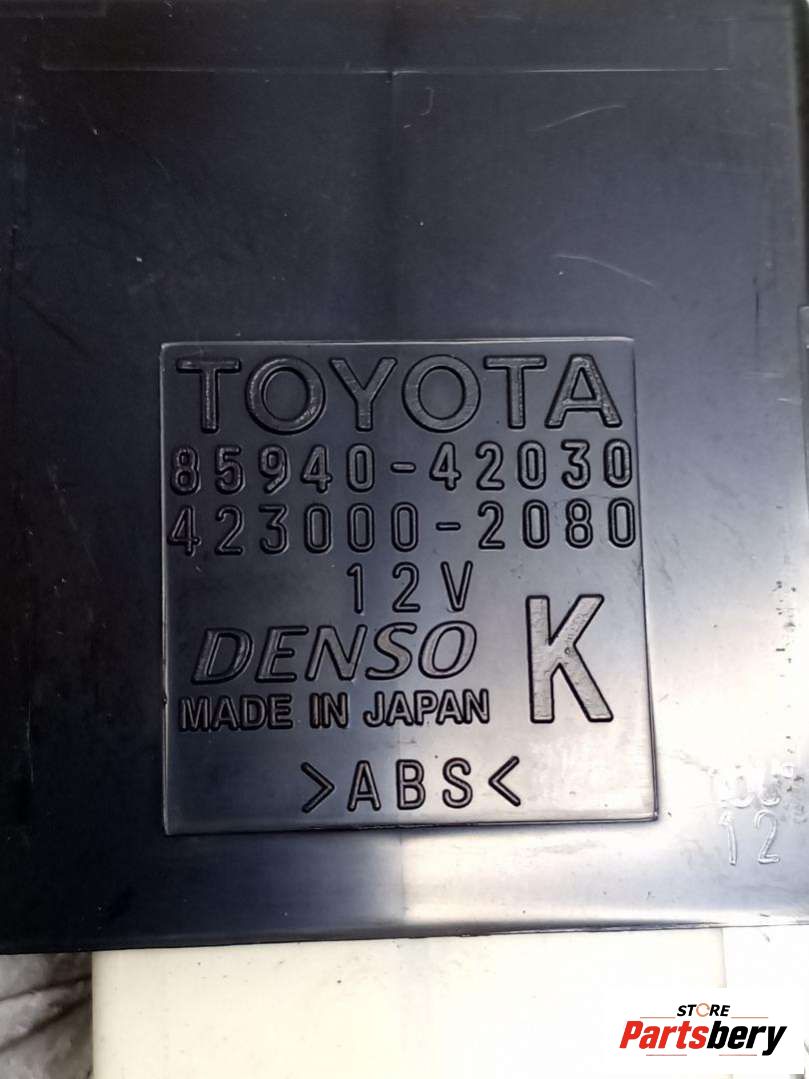 TOYOTA
85940-42030
423000-2080
12V
DENSO
K
MADE IN JAPAN
>ABS<
12
STORE
Partsbery